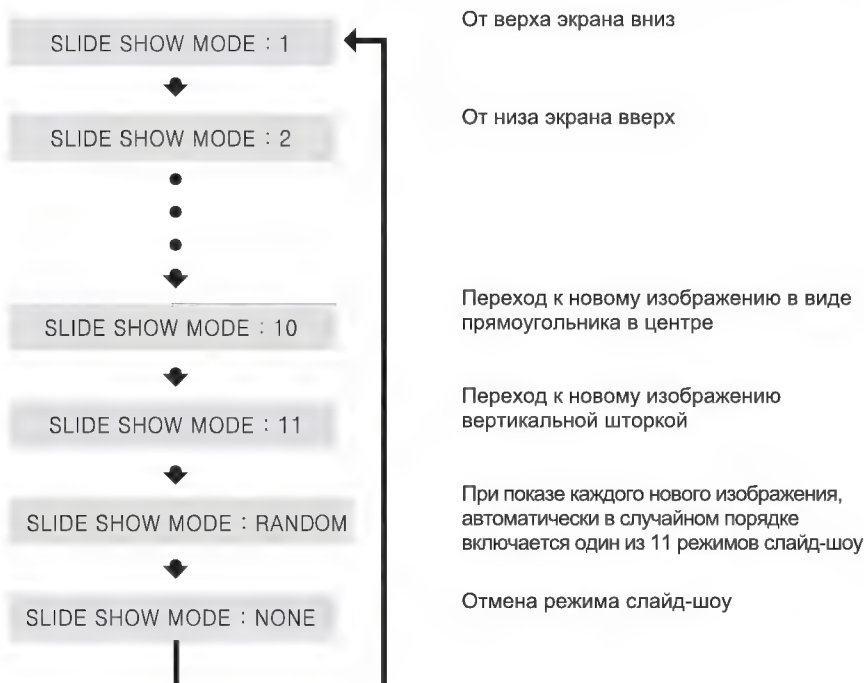 SLIDE SHOW MODE : 1
От верха экрана вниз
SLIDE SHOW MODE : 2
От низа экрана вверх
SLIDE SHOW MODE : 10
Переход к новому изображению в виде
прямоугольника в центре
SLIDE SHOW MODE : 11
Переход к новому изображению
вертикальной шторкой
SLIDE SHOW MODE : RANDOM
При показе каждого нового изображения,
автоматически в случайном порядке
включается один из 11 режимов слайд-шоу
SLIDE SHOW MODE : NONE
Отмена режима слайд-шоу